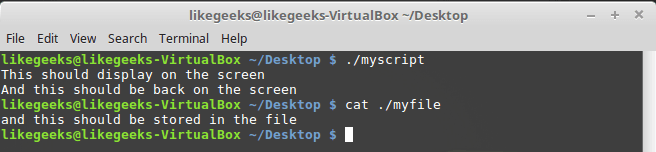 likegeeks@likegeeks-VirtualBox ~/Desktop
File Edit View Search Terminal Help
likegeeks@likegeeks-VirtualBox ~/Desktop $ ./myscript
This should display on the screen
And this should be back on the screen
likegeeks@likegeeks-VirtualBox ~/Desktop $ cat ./myfile
and this should be stored in the file
likegeeks@likegeeks-VirtualBox ~/Desktop $